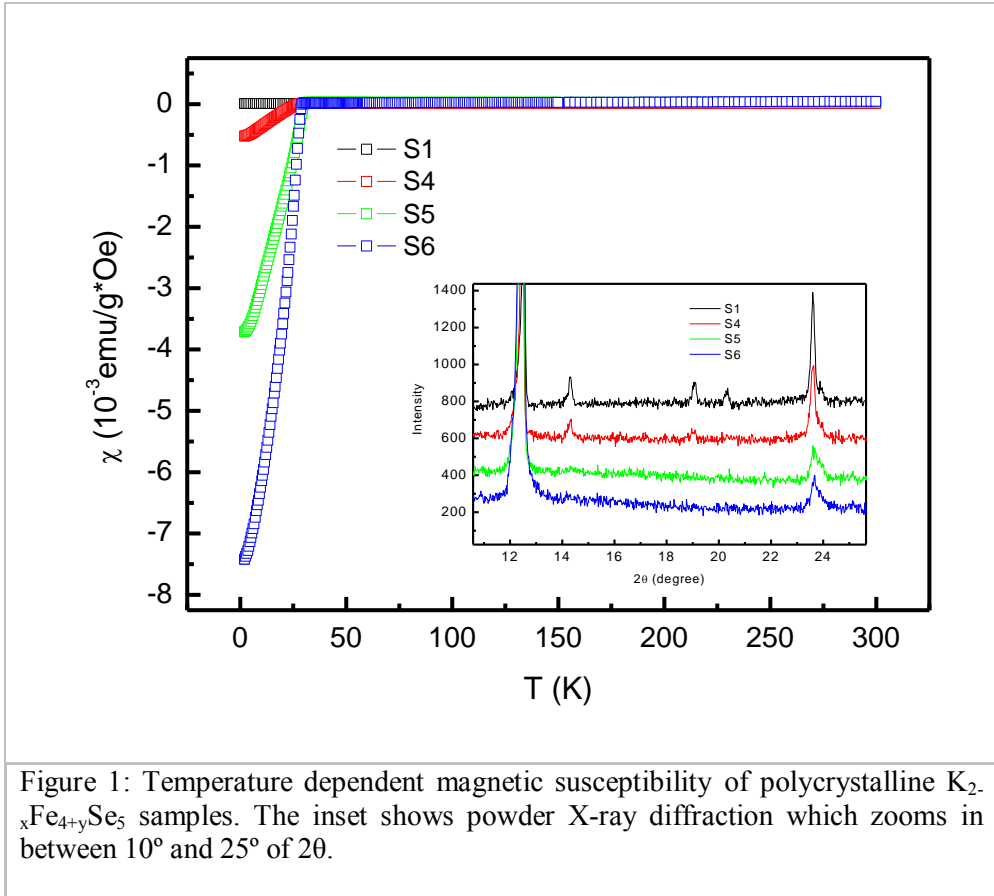 0
-1
-2
-3
-4
-5
-6
-7
-8
χ (10⁻³emu/g*Oe)
S1
S4
S5
S6
1400
1200
1000
800
600
400
200
Intensity
S1
S4
S5
S6
12 14 16 18 20 22 24
2θ (degree)
0 50 100 150 200 250 300
T (K)
Figure 1: Temperature dependent magnetic susceptibility of polycrystalline K₂₋
ₓFe₄₊ᵧSe₅ samples. The inset shows powder X-ray diffraction which zooms in
between 10º and 25º of 2θ.